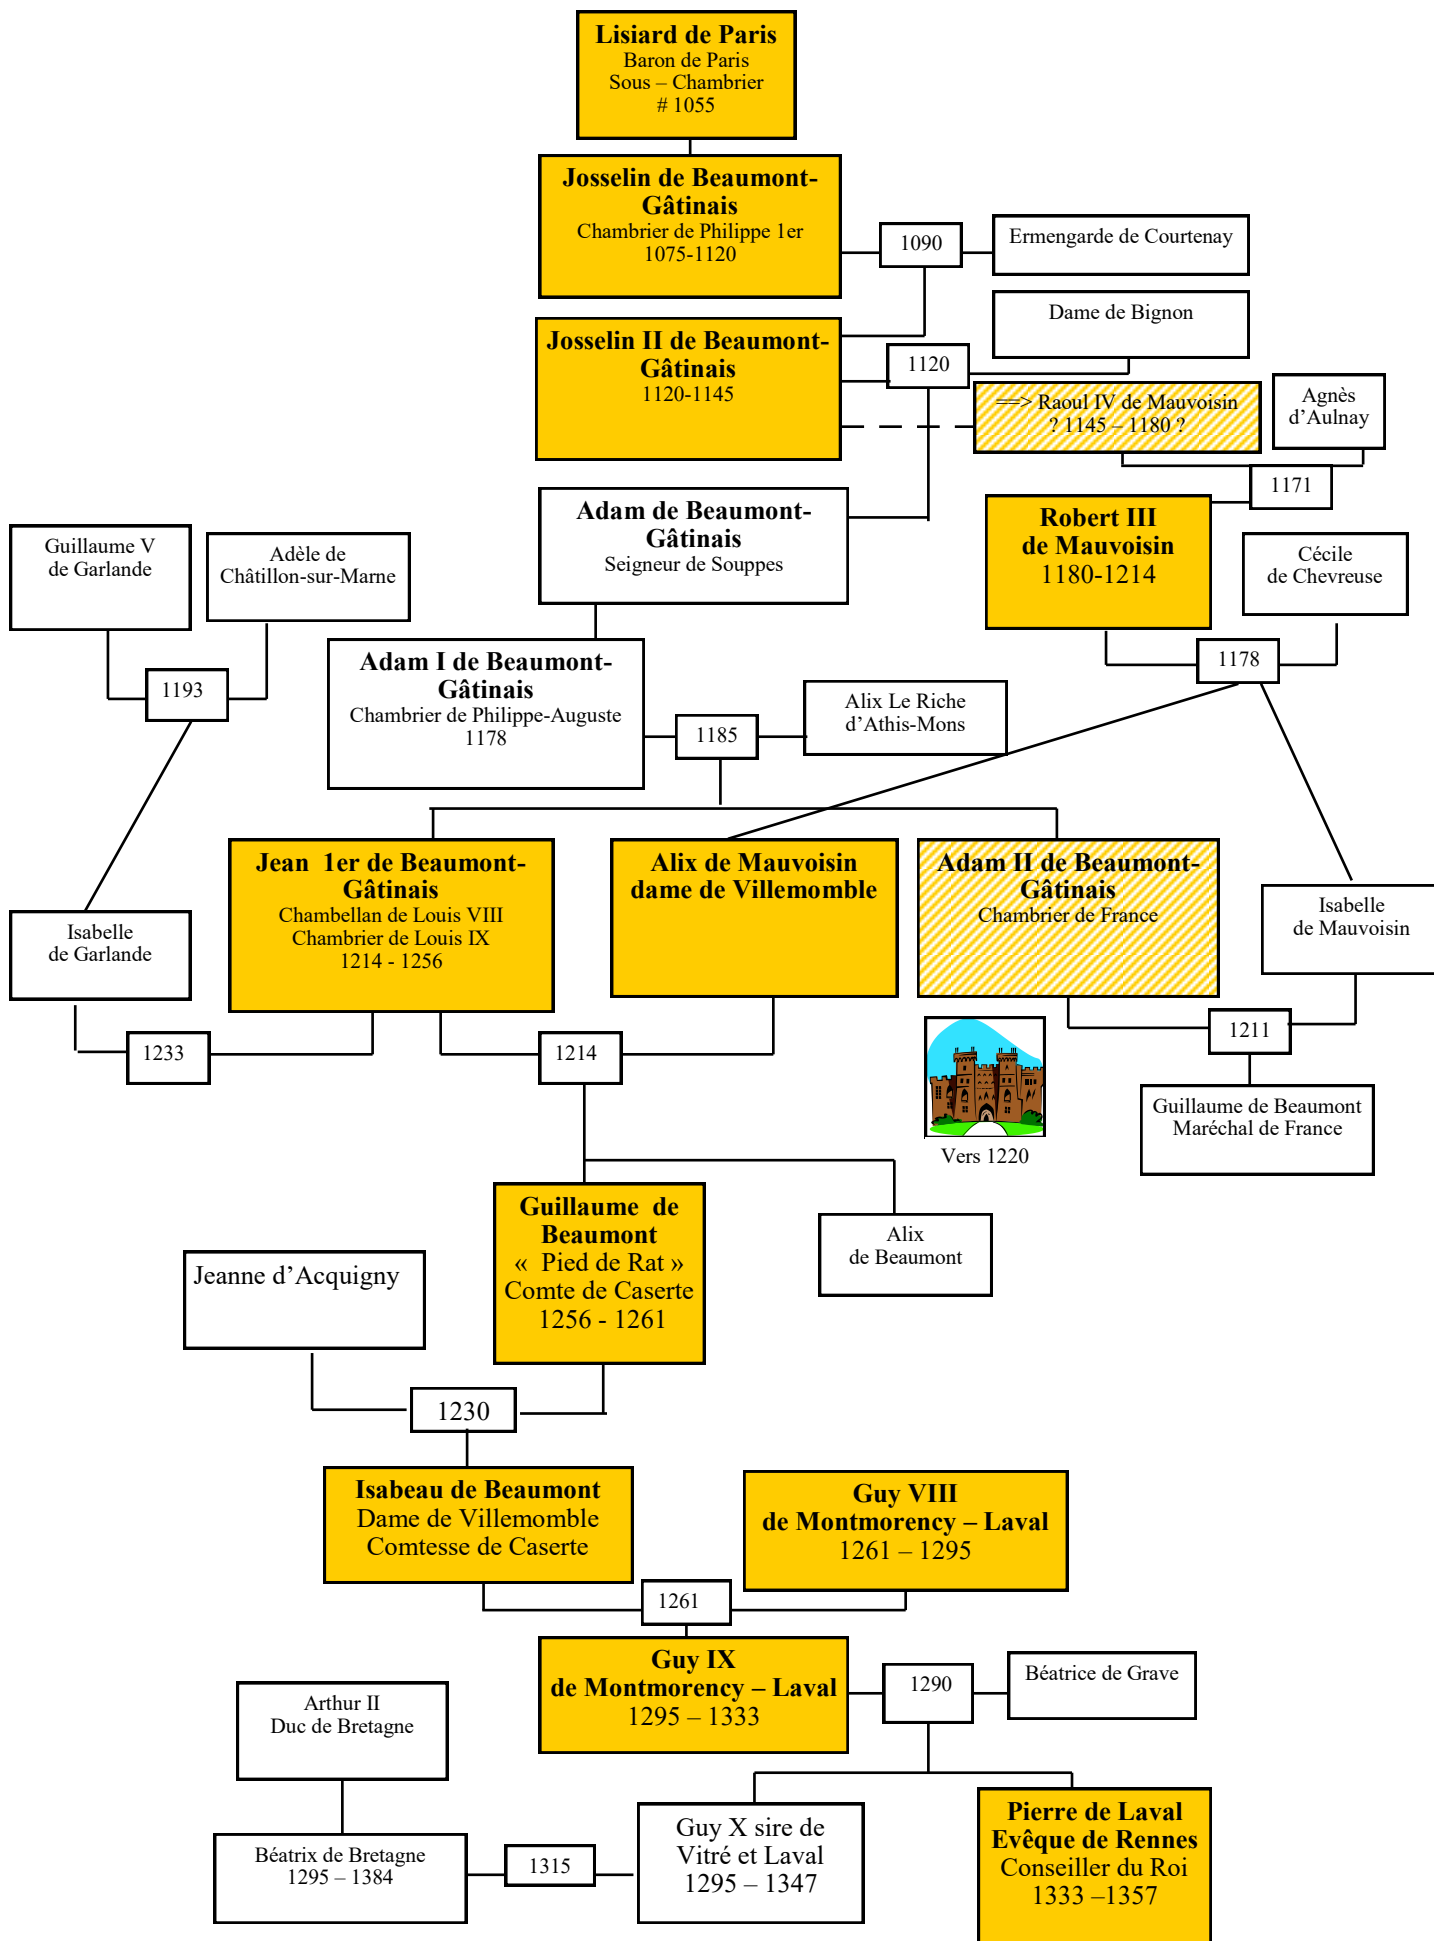 Lisiard de Paris
Baron de Paris
Sous – Chambrier
# 1055
Josselin de Beaumont-
Gâtinais
Chambrier de Philippe 1er
1075-1120
1090
Ermengarde de Courtenay
Dame de Bignon
Josselin II de Beaumont-
Gâtinais
1120-1145
1120
==> Raoul IV de Mauvoisin
? 1145 – 1180 ?
Agnès
d’Aulnay
1171
Adam de Beaumont-
Gâtinais
Seigneur de Souppes
Robert III
de Mauvoisin
1180-1214
Cécile
de Chevreuse
Guillaume V
de Garlande
Adèle de
Châtillon-sur-Marne
1193
1178
Adam I de Beaumont-
Gâtinais
Chambrier de Philippe-Auguste
1178
1185
Alix Le Riche
d’Athis-Mons
Jean 1er de Beaumont-
Gâtinais
Chambellan de Louis VIII
Chambrier de Louis IX
1214 - 1256
Alix de Mauvoisin
dame de Villemomble
Adam II de Beaumont-
Gâtinais
Chambrier de France
Isabelle
de Mauvoisin
Isabelle
de Garlande
1233
1214
1211
Vers 1220
Guillaume de Beaumont
Maréchal de France
Guillaume de
Beaumont
« Pied de Rat »
Comte de Caserte
1256 - 1261
Alix
de Beaumont
Jeanne d’Acquigny
1230
Isabeau de Beaumont
Dame de Villemomble
Comtesse de Caserte
Guy VIII
de Montmorency – Laval
1261 – 1295
1261
Guy IX
de Montmorency – Laval
1295 – 1333
1290
Béatrice de Grave
Arthur II
Duc de Bretagne
Béatrix de Bretagne
1295 – 1384
1315
Guy X sire de
Vitré et Laval
1295 – 1347
Pierre de Laval
Evêque de Rennes
Conseiller du Roi
1333 –1357